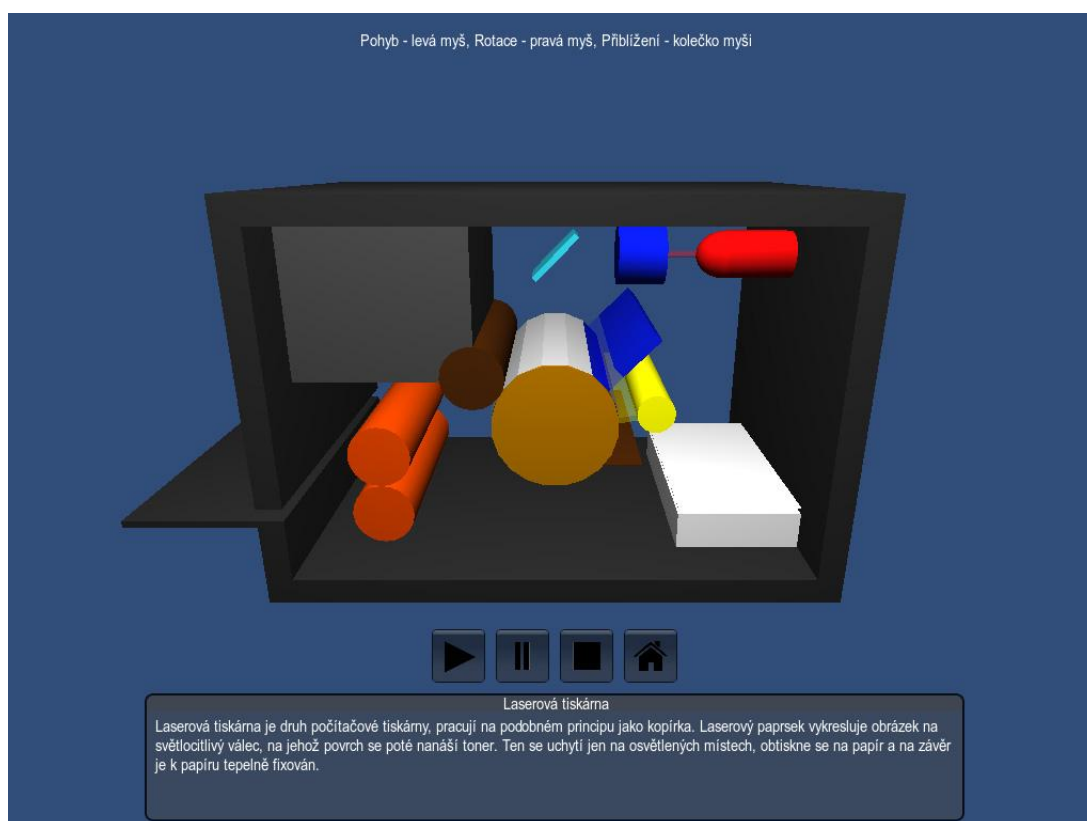 Pohyb - levá myš, Rotace - pravá myš, Přiblížení - kolečko myši
Laserová tiskárna
Laserová tiskárna je druh počítačové tiskárny, pracují na podobném principu jako kopírka. Laserový paprsek vykresluje obrázek na
světlocitlivý válec, na jehož povrch se poté nanáší toner. Ten se uchytí jen na osvětlených místech, obtiskne se na papír a na závěr
je k papíru tepelně fixován.